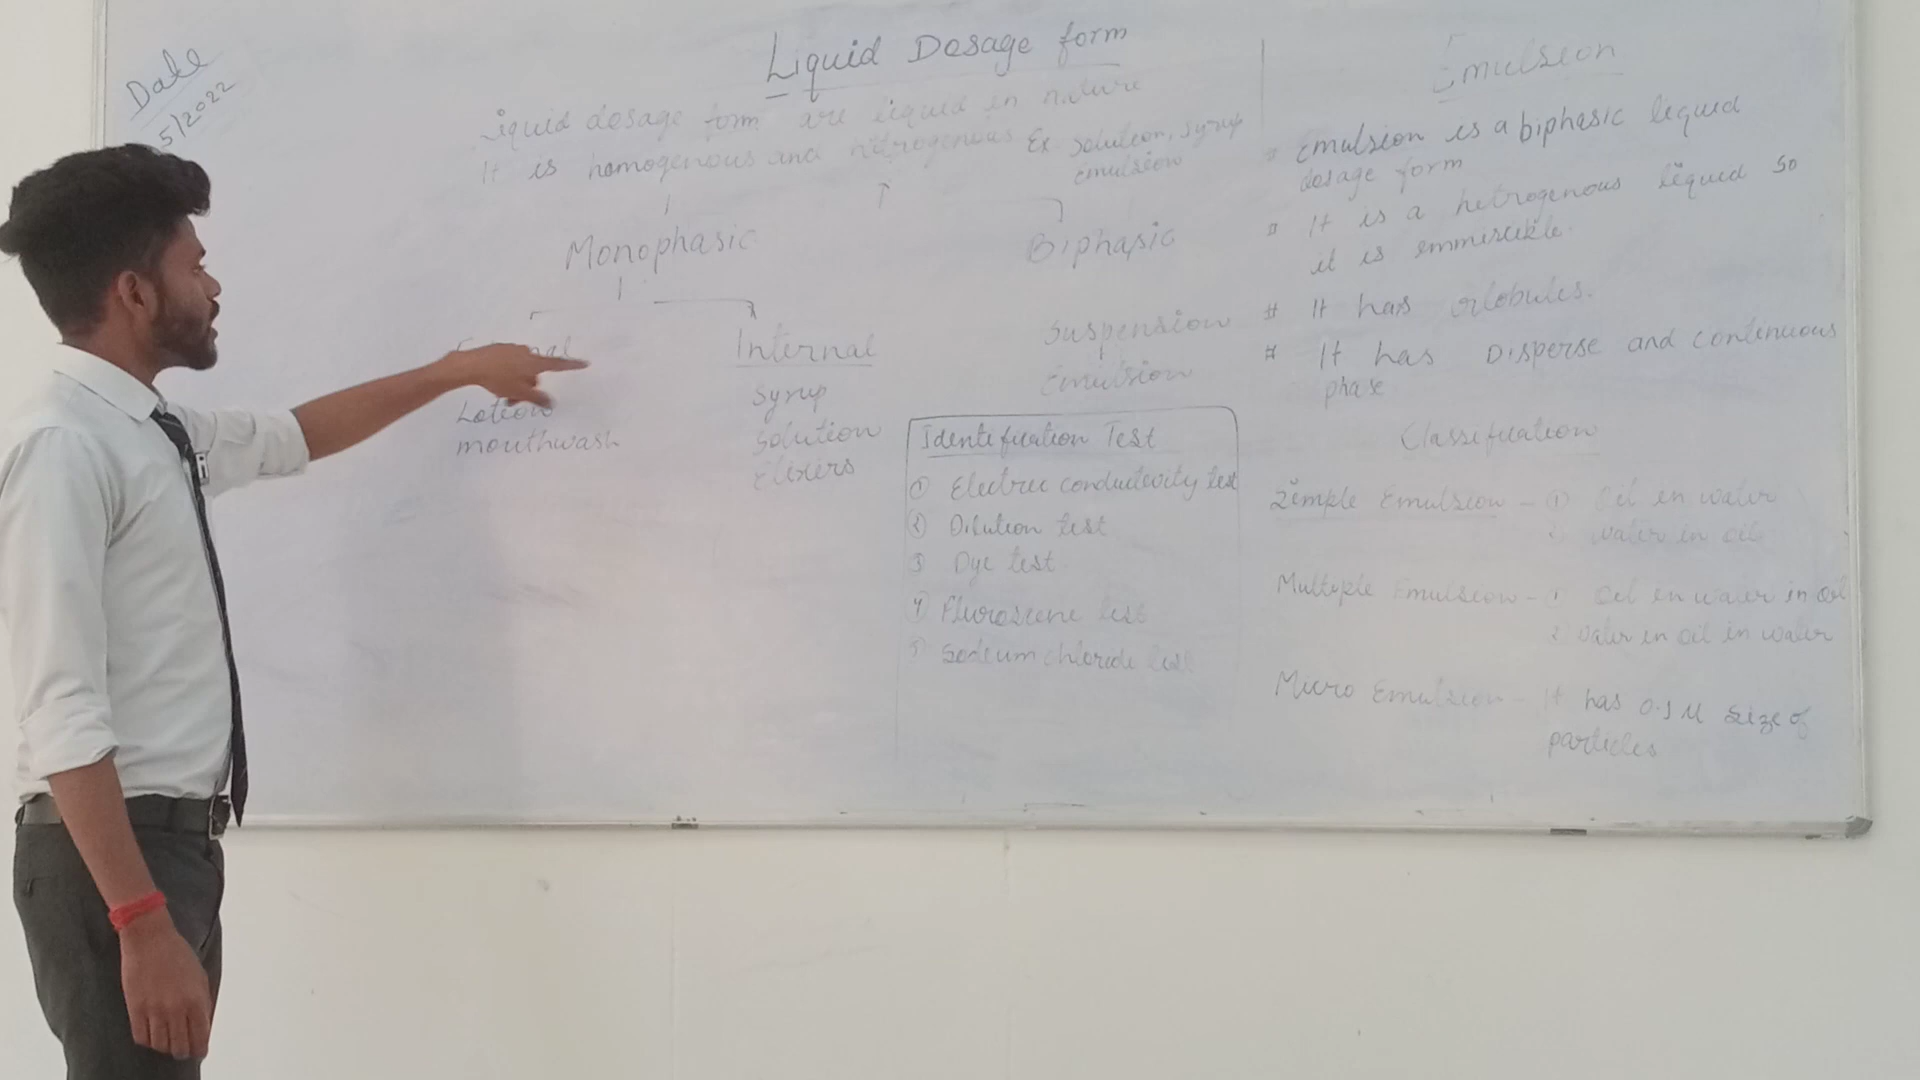 Date
5/2022
Liquid Dosage form
Liquid dosage form are liquid in nature
It is homogenous and hitrogenous Ex. Solution, Syrup
emulsion
Monophasic
Biphasic
Internal
Syrup
Solution
Elixers
Lotion
mouthwash
Suspension
Emulsion
Identification Test
① Electric conductivity test
② Dilution test
③ Dye test
④ Fluroscene test
⑤ Sodium chloride test
Emulsion
Emulsion is a biphasic liquid
dosage form
It is a hetrogenous liquid so
it is emmiscible.
# It has
# It has Disperse and continuous
phase
Classification
Simple Emulsion - ① Oil in water
2 water in oil
Multiple Emulsion - 1 Oil in water in oil
2 water in oil in water
Micro Emulsion - It has 0.1 M Size of
particles